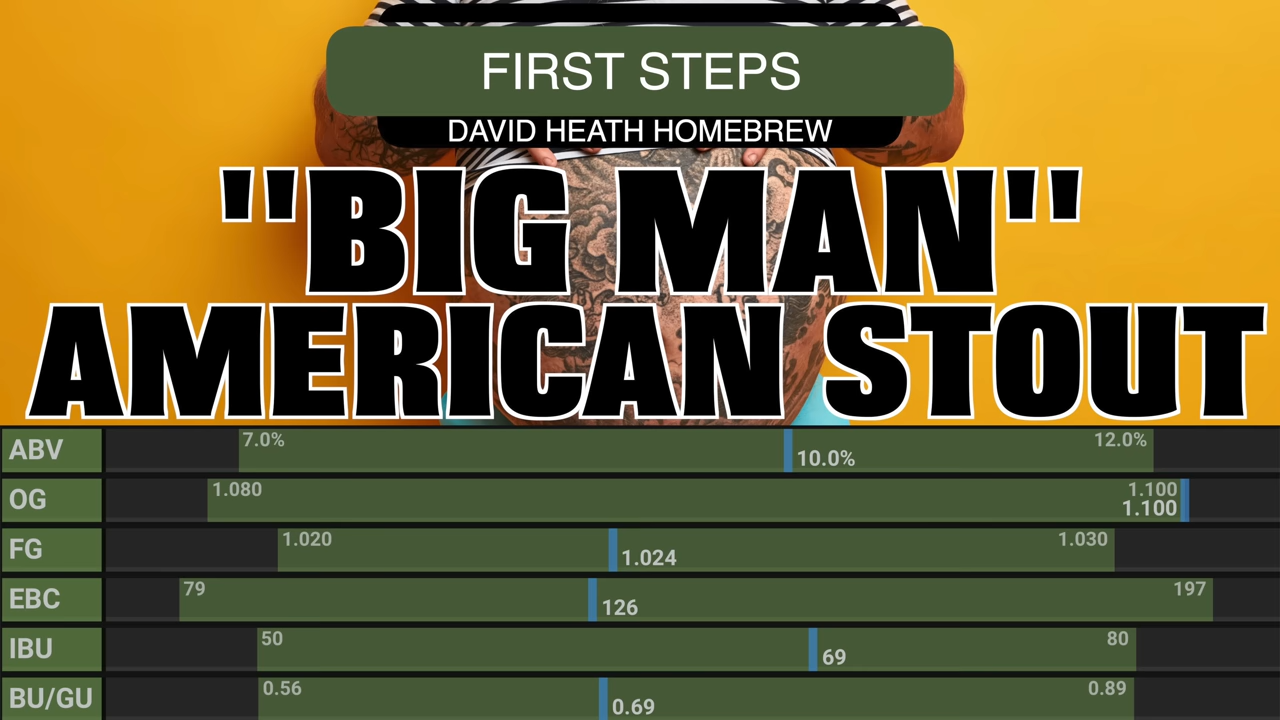 FIRST STEPS
DAVID HEATH HOMEBREW
"BIG MAN"
AMERICAN STOUT
ABV 7.0% 10.0% 12.0%
OG 1.080 1.100 1.100
FG 1.020 1.024 1.030
EBC 79 126 197
IBU 50 69 80
BU/GU 0.56 0.69 0.89